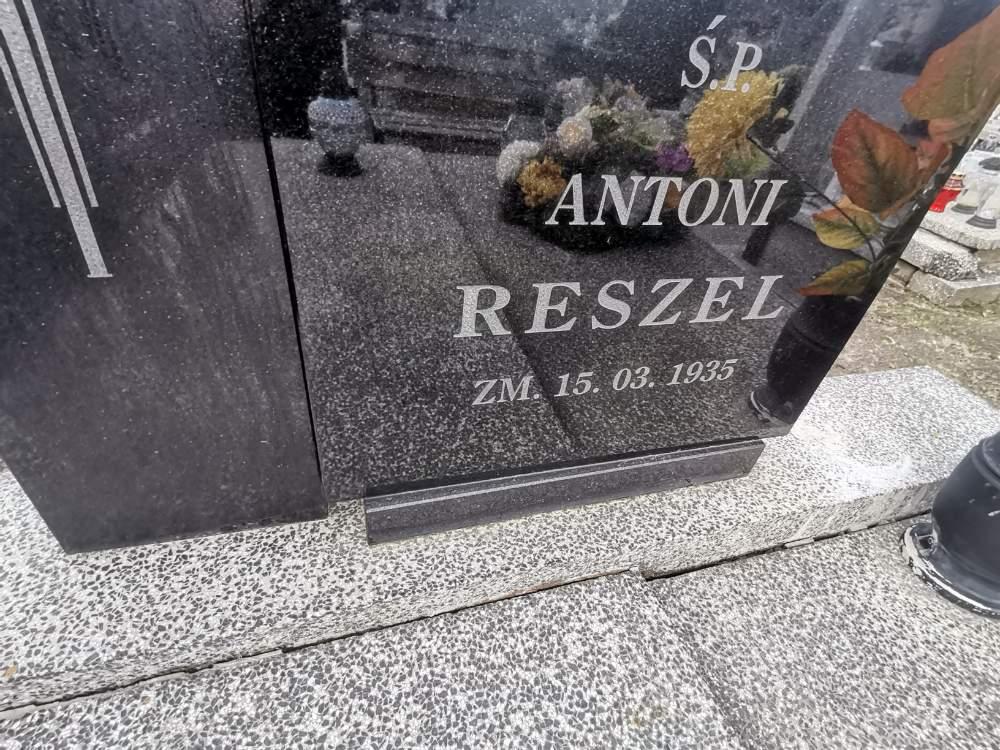 Ś.P.
ANTONI
RESZEL
ZM. 15. 03. 1935